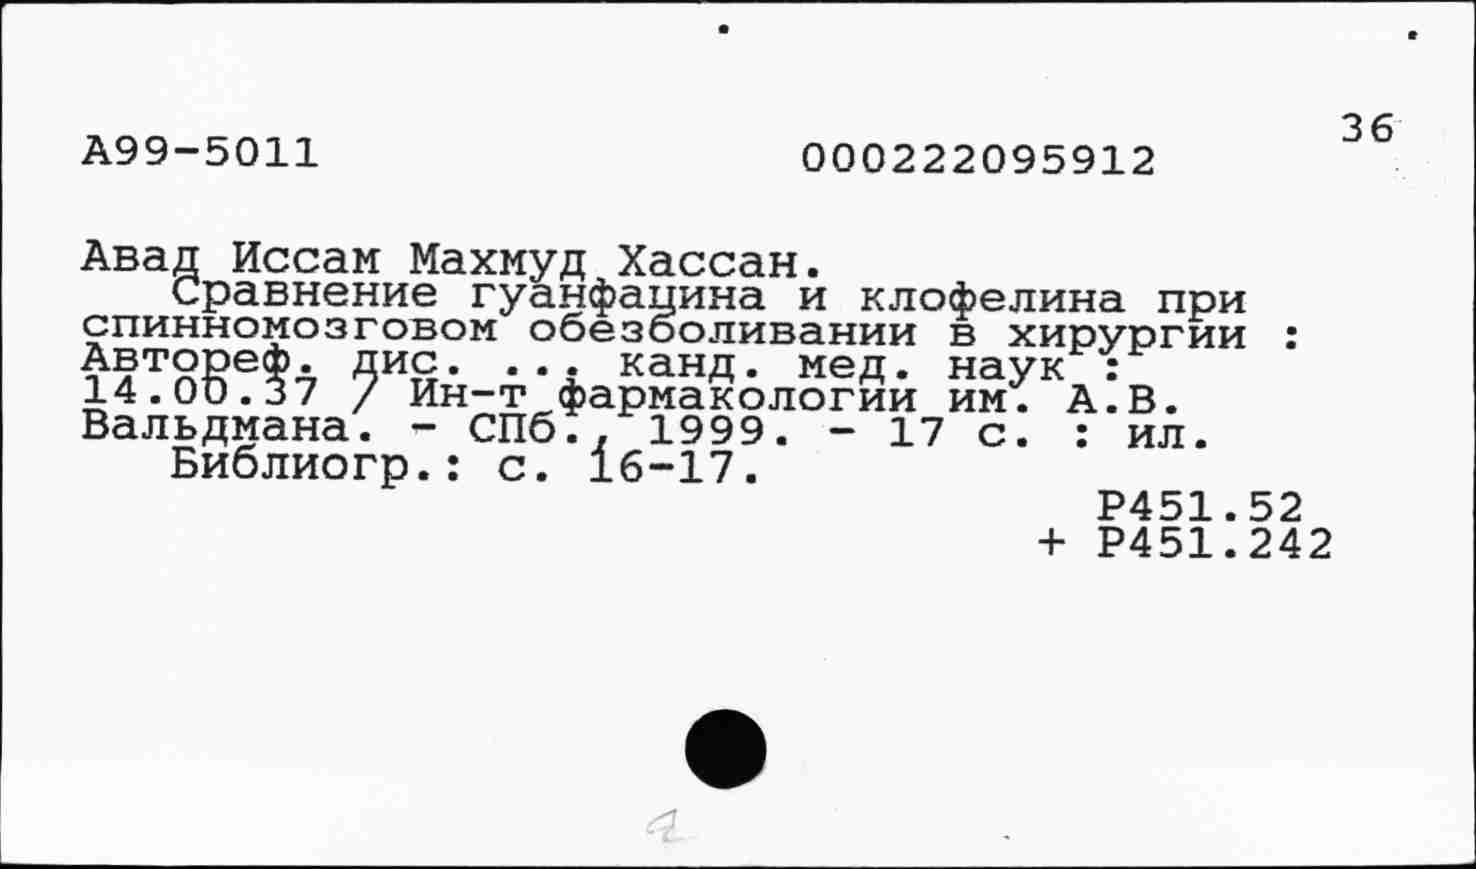 36
А99-5011 000222095912
Авад Иссам Махмуд Хассан.
Сравнение гуанфацина и клофелина при
спинномозговом обезболивании в хирургии :
Автореф. дис. ... канд. мед. наук :
14.00.37 / Ин-т фармакологии им. А.В.
Вальдмана. - СПб., 1999. - 17 с. : ил.
Библиогр.: с. 16-17.
Р451.52
+ Р451.242